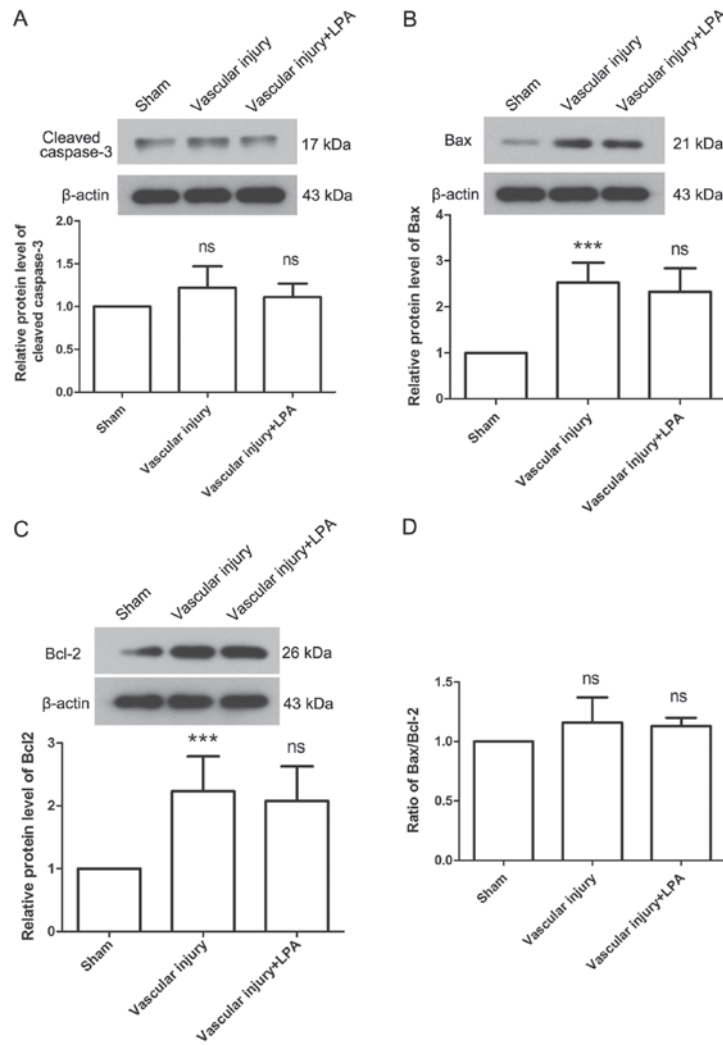 A
Sham
Vascular injury
Vascular injury+LPA
Cleaved
caspase-3
17 kDa
β-actin
43 kDa
Relative protein level of
cleaved caspase-3
1.5
2.0
1.0
0.5
0.0
ns
ns
Sham
Vascular injury
Vascular injury+LPA
B
Sham
Vascular injury
Vascular injury+LPA
Bax
21 kDa
β-actin
43 kDa
Relative protein level of Bax
4
3
2
1
0
***
ns
Sham
Vascular injury
Vascular injury+LPA
C
Sham
Vascular injury
Vascular injury+LPA
Bcl-2
26 kDa
β-actin
43 kDa
Relative protein level of Bcl2
3
2
1
0
***
ns
Sham
Vascular injury
Vascular injury+LPA
D
Ratio of Bax/Bcl-2
1.5
1.0
0.5
0.0
ns
ns
Sham
Vascular injury
Vascular injury+LPA